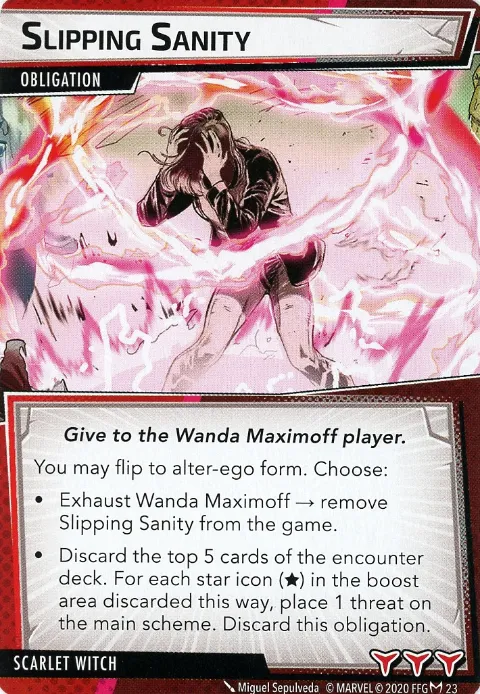 SLIPPING SANITY
OBLIGATION
Give to the Wanda Maximoff player.
You may flip to alter-ego form. Choose:
• Exhaust Wanda Maximoff → remove
Slipping Sanity from the game.
• Discard the top 5 cards of the encounter
deck. For each star icon (★) in the boost
area discarded this way, place 1 threat on
the main scheme. Discard this obligation.
SCARLET WITCH
Miguel Sepulveda © MARVEL © 2020 FFG 23